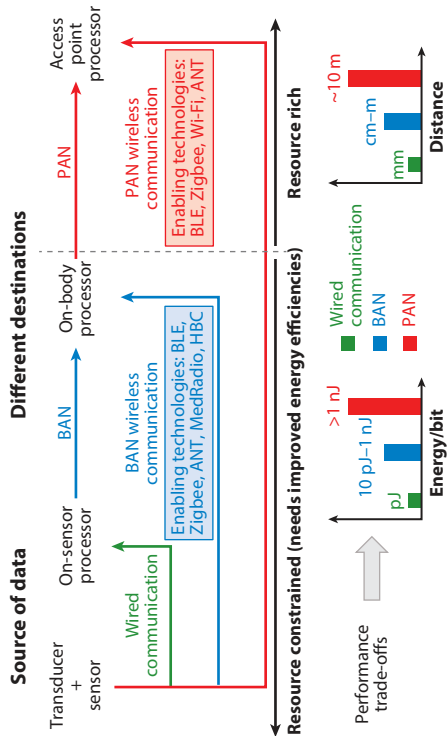 Source of data
Different destinations
Transducer
+
sensor
On-sensor
processor
BAN
On-body
processor
PAN
Access
point
processor
Wired
communication
BAN wireless
communication
Enabling technologies: BLE,
Zigbee, ANT, MedRadio, HBC
PAN wireless
communication
Enabling technologies:
BLE, Zigbee, Wi-Fi, ANT
Resource constrained (needs improved energy efficiencies)
Resource rich
Performance
trade-offs
pJ
10 pJ–1 nJ
>1 nJ
Energy/bit
Wired
communication
BAN
PAN
mm
cm–m
~10 m
Distance